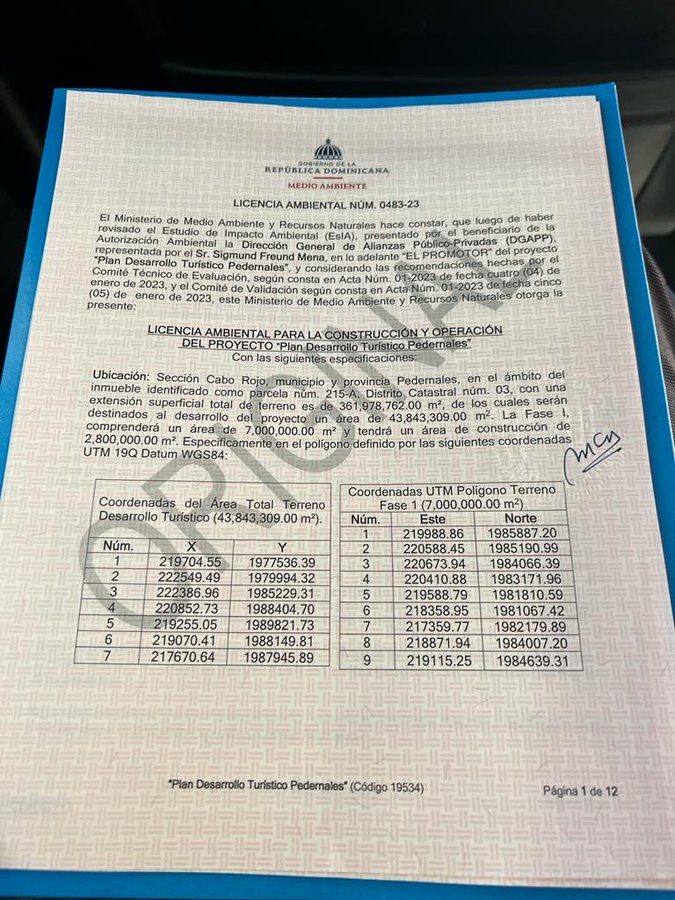 GOBIERNO DE LA
REPÚBLICA DOMINICANA
MEDIO AMBIENTE
LICENCIA AMBIENTAL NÚM. 0483-23
El Ministerio de Medio Ambiente y Recursos Naturales hace constar, que luego de haber
revisado el Estudio de Impacto Ambiental (EsIA), presentado por el beneficiario de la
Autorización Ambiental la Dirección General de Alianzas Público-Privadas (DGAPP),
representada por el Sr. Sigmund Freund Mena, en lo adelante "EL PROMOTOR" del proyecto
"Plan Desarrollo Turístico Pedernales", y considerando las recomendaciones hechas por el
Comité Técnico de Evaluación, según consta en Acta Núm. 01-2023 de fecha cuatro (04) de
enero de 2023, y el Comité de Validación según consta en Acta Núm. 01-2023 de fecha cinco
(05) de enero de 2023, este Ministerio de Medio Ambiente y Recursos Naturales otorga la
presente:
LICENCIA AMBIENTAL PARA LA CONSTRUCCIÓN Y OPERACIÓN
DEL PROYECTO "Plan Desarrollo Turístico Pedernales"
Con las siguientes especificaciones:
Ubicación: Sección Cabo Rojo, municipio y provincia Pedernales, en el ámbito del
inmueble identificado como parcela núm. 215-A, Distrito Catastral núm. 03, con una
extensión superficial total de terreno es de 361,978,762.00 m², de los cuales serán
destinados al desarrollo del proyecto un área de 43,843,309.00 m². La Fase I,
comprenderá un área de 7,000,000.00 m² y tendrá un área de construcción de
2,800,000.00 m². Específicamente en el polígono definido por las siguientes coordenadas
UTM 19Q Datum WGS84:
ORIGINAL
Coordenadas del Área Total Terreno
Desarrollo Turístico (43,843,309.00 m²).
Núm. X Y
1 219704.55 1977536.39
2 222549.49 1979994.32
3 222386.96 1985229.31
4 220852.73 1988404.70
5 219255.05 1989821.73
6 219070.41 1988149.81
7 217670.64 1987945.89
Coordenadas UTM Polígono Terreno
Fase 1 (7,000,000.00 m²)
Núm. Este Norte
1 219988.86 1985887.20
2 220588.45 1985190.99
3 220673.94 1984066.39
4 220410.88 1983171.96
5 219588.79 1981810.59
6 218358.95 1981067.42
7 217359.77 1982179.89
8 218871.94 1984007.20
9 219115.25 1984639.31
"Plan Desarrollo Turístico Pedernales" (Código 19534)
Página 1 de 12